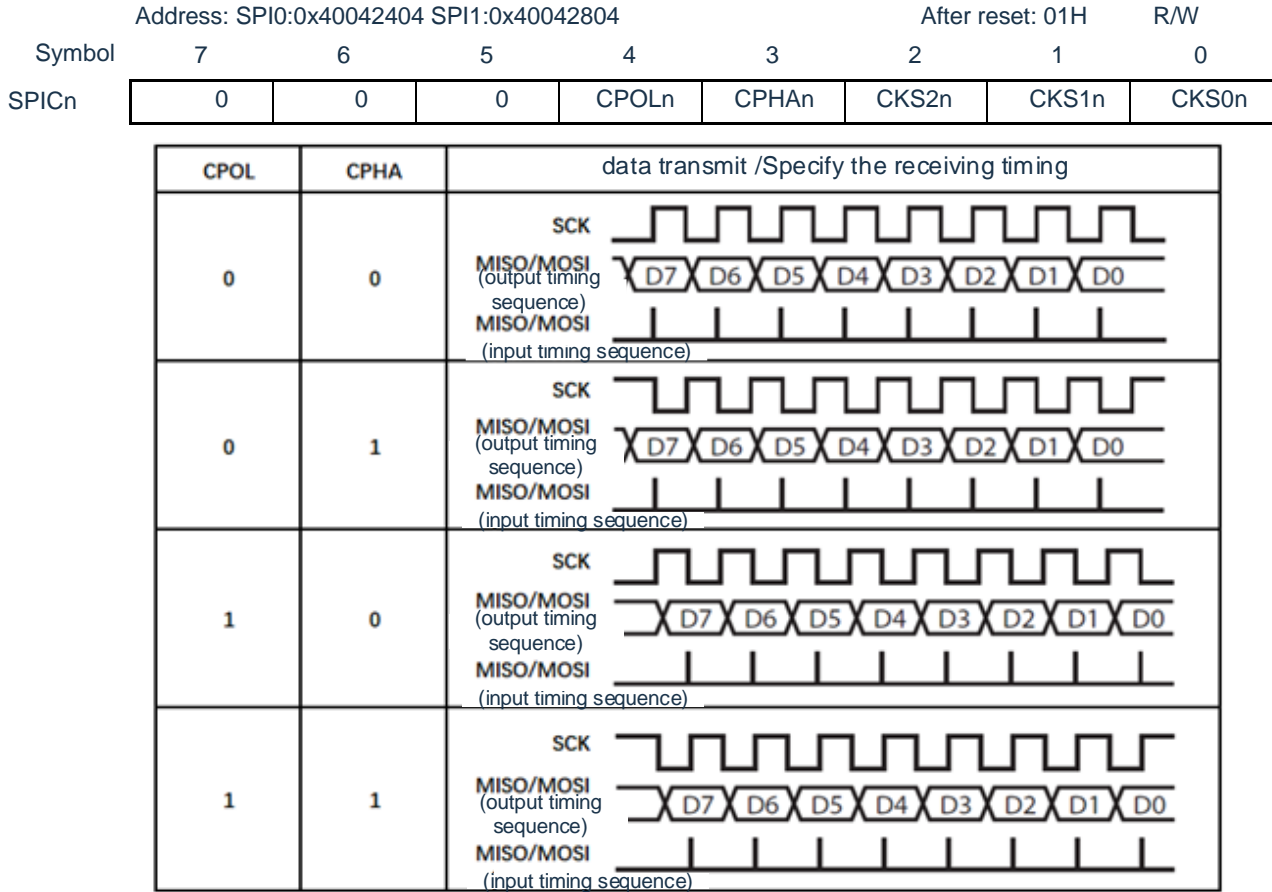 Address: SPI0:0x40042404 SPI1:0x40042804 After reset: 01H R/W
Symbol 7 6 5 4 3 2 1 0
SPICn 0 0 0 CPOLn CPHAn CKS2n CKS1n CKS0n
CPOL CPHA data transmit /Specify the receiving timing
SCK
0 0 MISO/MOSI
(output timing
sequence)
D7 D6 D5 D4 D3 D2 D1 D0
MISO/MOSI
(input timing sequence)
SCK
0 1 MISO/MOSI
(output timing
sequence)
D7 D6 D5 D4 D3 D2 D1 D0
MISO/MOSI
(input timing sequence)
SCK
1 0 MISO/MOSI
(output timing
sequence)
D7 D6 D5 D4 D3 D2 D1 D0
MISO/MOSI
(input timing sequence)
SCK
1 1 MISO/MOSI
(output timing
sequence)
D7 D6 D5 D4 D3 D2 D1 D0
MISO/MOSI
(input timing sequence)